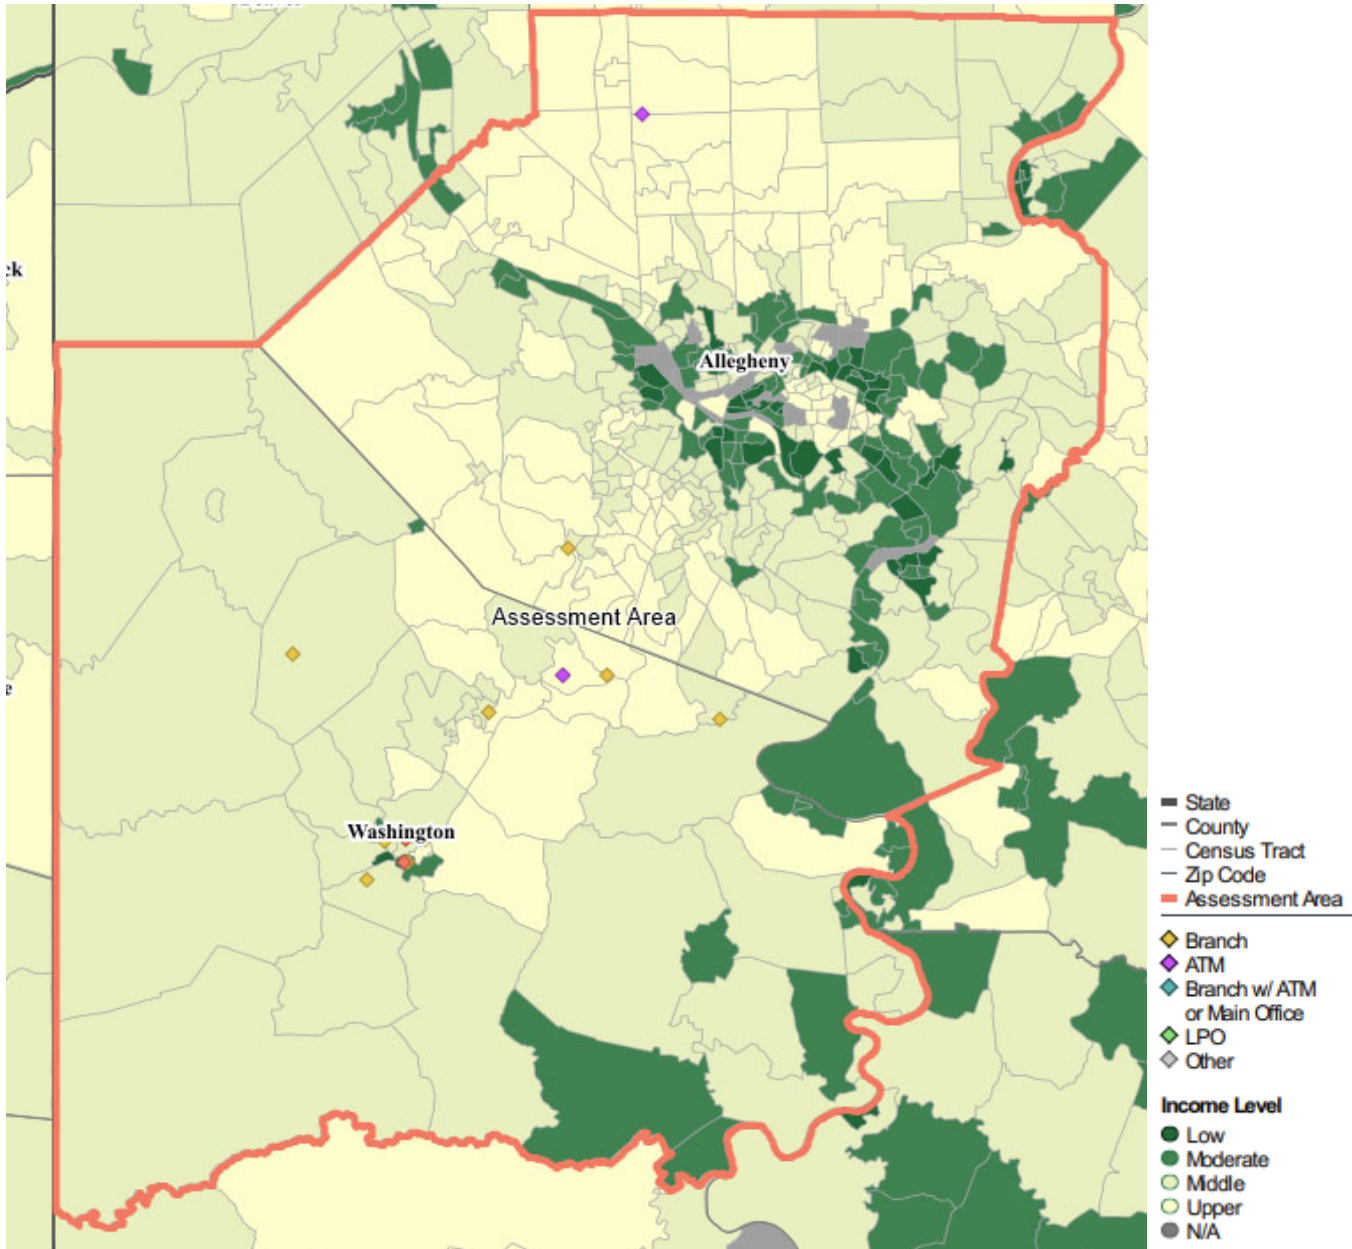 ck
Allegheny
Assessment Area
e
Washington
State
County
Census Tract
Zip Code
Assessment Area
Branch
ATM
Branch w/ ATM
or Main Office
LPO
Other
Income Level
Low
Moderate
Middle
Upper
N/A